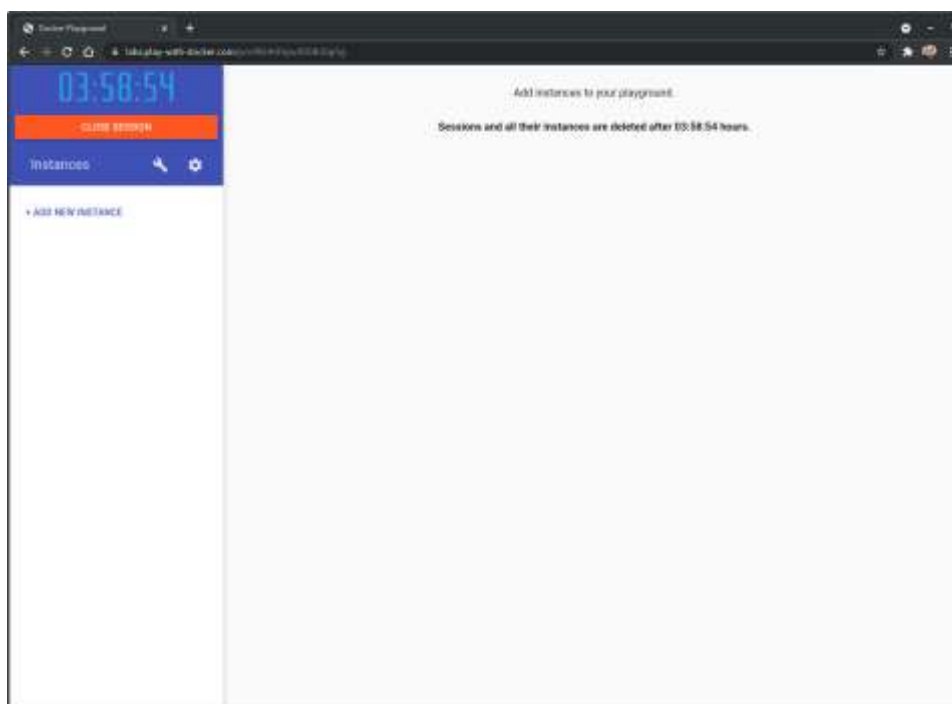 Docker Playground
labs.play-with-docker.com
03:58:54
CLOSE SESSION
Instances
+ ADD NEW INSTANCE
Add instances to your playground.
Sessions and all their instances are deleted after 03:58:54 hours.